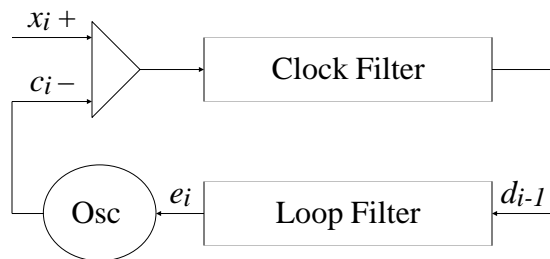 xi +
Clock Filter
ci −
Osc
ei
Loop Filter
di-1